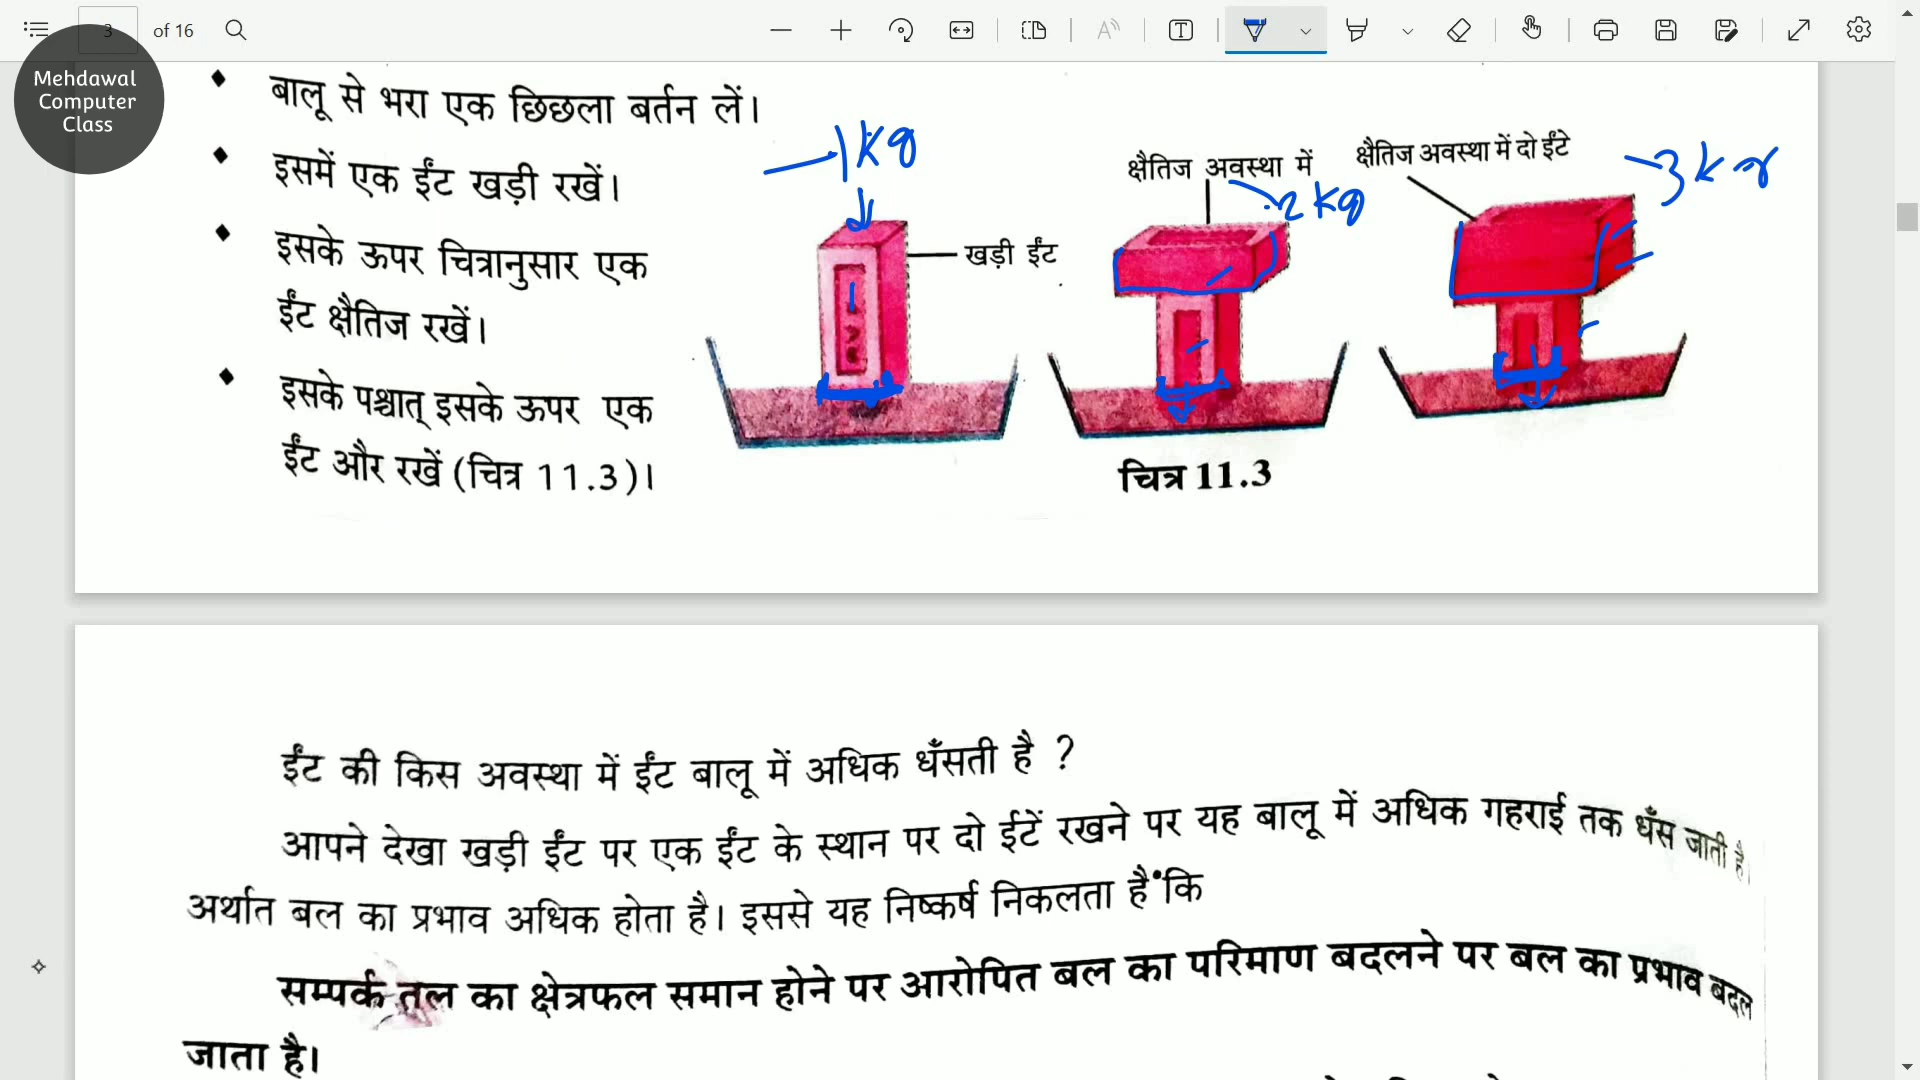 3
of 16
Mehdawal
Computer
Class
बालू से भरा एक छिछला बर्तन लें।
इसमें एक ईंट खड़ी रखें।
इसके ऊपर चित्रानुसार एक
ईंट क्षैतिज रखें।
इसके पश्चात् इसके ऊपर एक
ईंट और रखें (चित्र 11.3)।
1kg
खड़ी ईंट
क्षैतिज अवस्था में
2 kg
क्षैतिज अवस्था में दो ईंटे
चित्र 11.3
ईंट की किस अवस्था में ईंट बालू में अधिक धँसती है ?
आपने देखा खड़ी ईंट पर एक ईंट के स्थान पर दो ईटें रखने पर यह बालू में अधिक गहराई तक धँस जाती है।
अर्थात बल का प्रभाव अधिक होता है। इससे यह निष्कर्ष निकलता है कि
सम्पर्क तल का क्षेत्रफल समान होने पर आरोपित बल का परिमाण बदलने पर बल का प्रभाव बदल
जाता है।